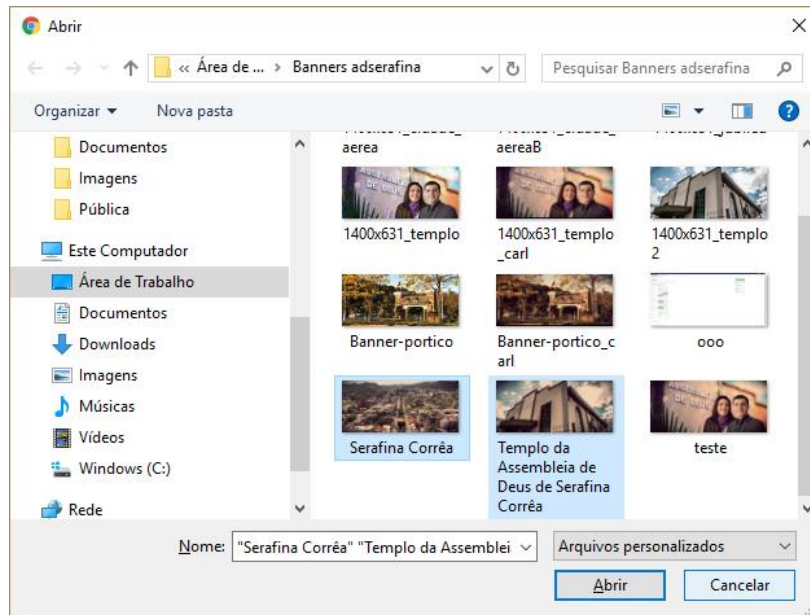 Abrir
« Área de ... > Banners adserafina
Pesquisar Banners adserafina
Organizar
Nova pasta
Documentos
Imagens
Pública
Este Computador
Área de Trabalho
Documentos
Downloads
Imagens
Músicas
Vídeos
Windows (C:)
Rede
aerea
aereaB
1400x631_templo
1400x631_templo
_carl
1400x631_templo
2
Banner-portico
Banner-portico_c
arl
ooo
Serafina Corrêa
Templo da
Assembleia de
Deus de Serafina
Corrêa
teste
Nome:
"Serafina Corrêa" "Templo da Assemblei
Arquivos personalizados
Abrir
Cancelar